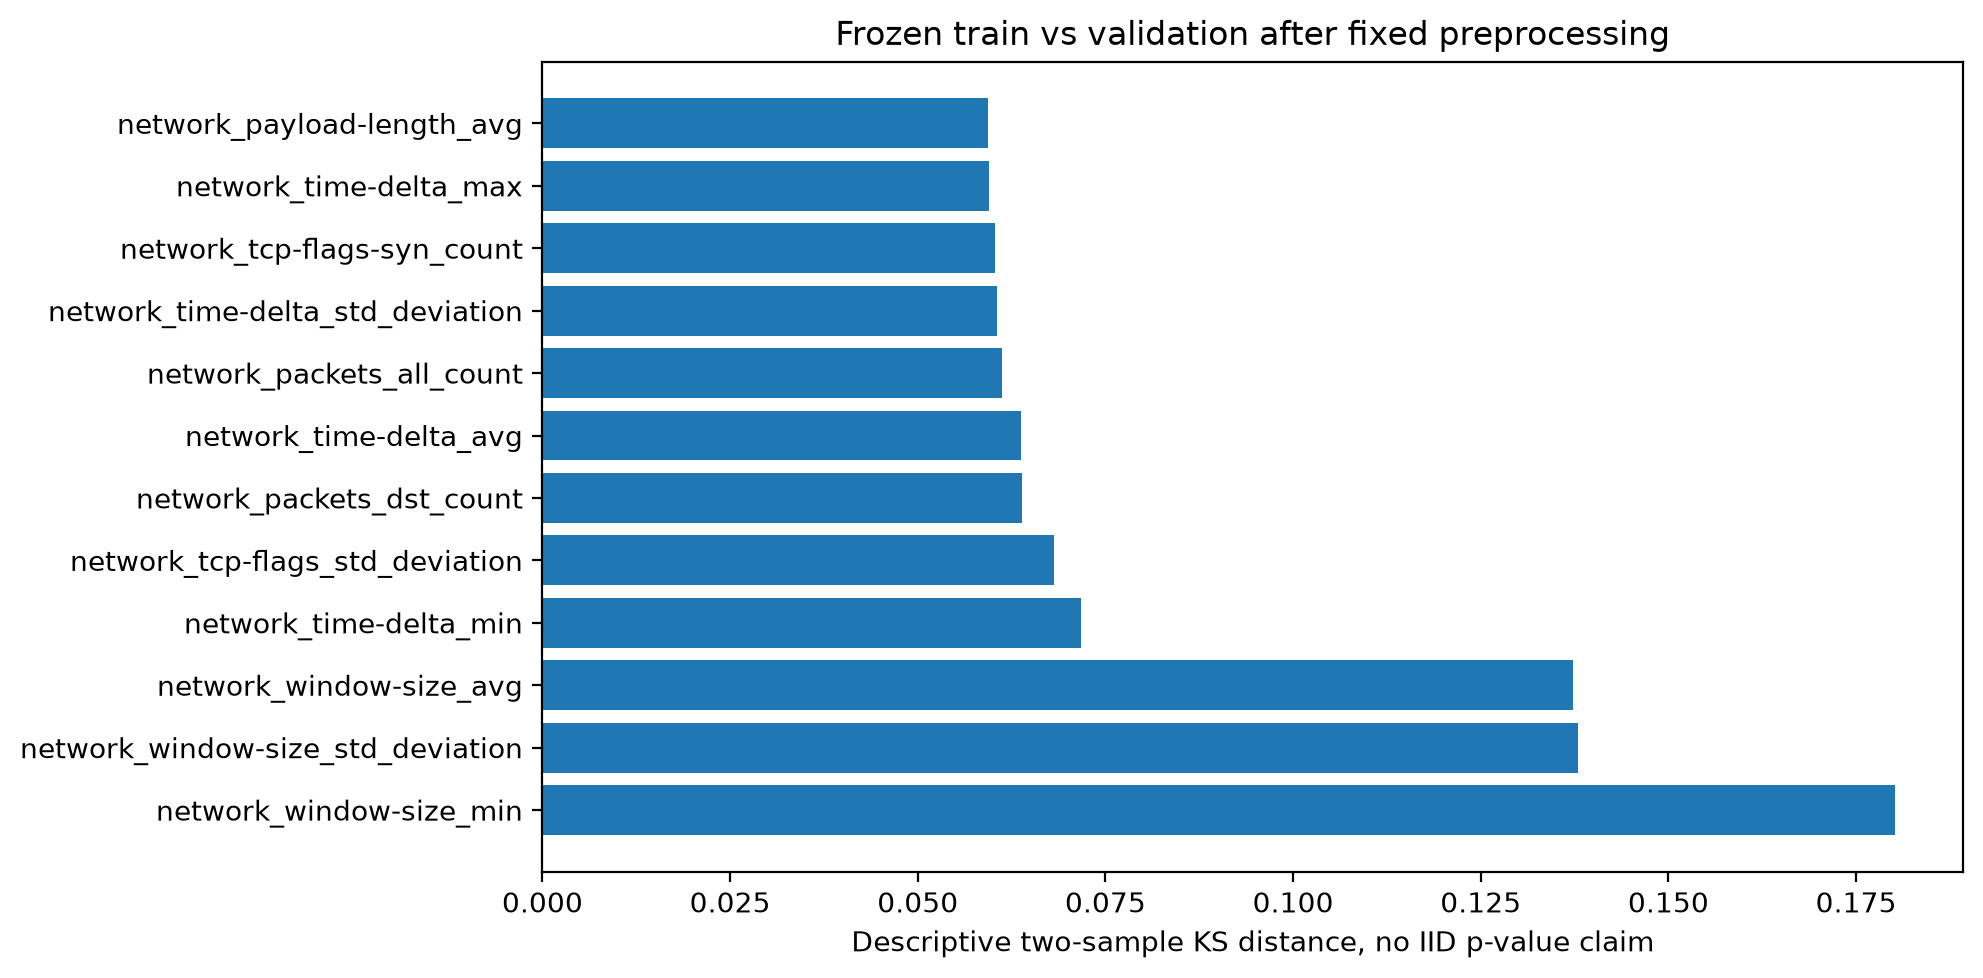 Frozen train vs validation after fixed preprocessing
network_payload-length_avg
network_time-delta_max
network_tcp-flags-syn_count
network_time-delta_std_deviation
network_packets_all_count
network_time-delta_avg
network_packets_dst_count
network_tcp-flags_std_deviation
network_time-delta_min
network_window-size_avg
network_window-size_std_deviation
network_window-size_min
0.000 0.025 0.050 0.075 0.100 0.125 0.150 0.175
Descriptive two-sample KS distance, no IID p-value claim